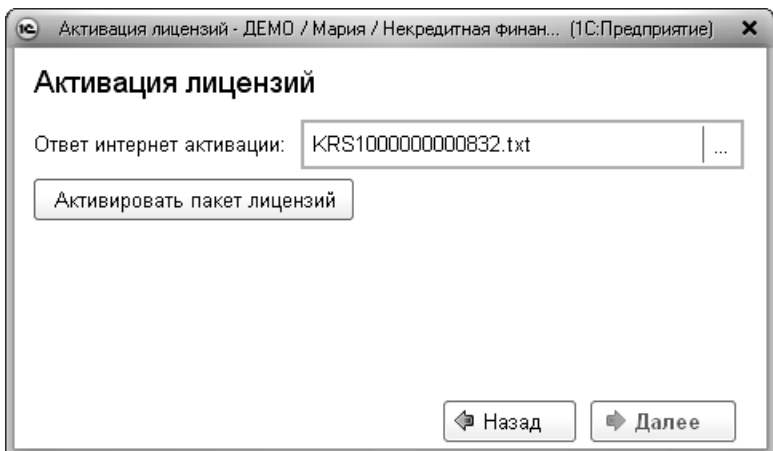 1С Активация лицензий - ДЕМО / Мария / Некредитная финан... (1С:Предприятие)
Активация лицензий
Ответ интернет активации: KRS1000000000832.txt ...
Активировать пакет лицензий
Назад Далее